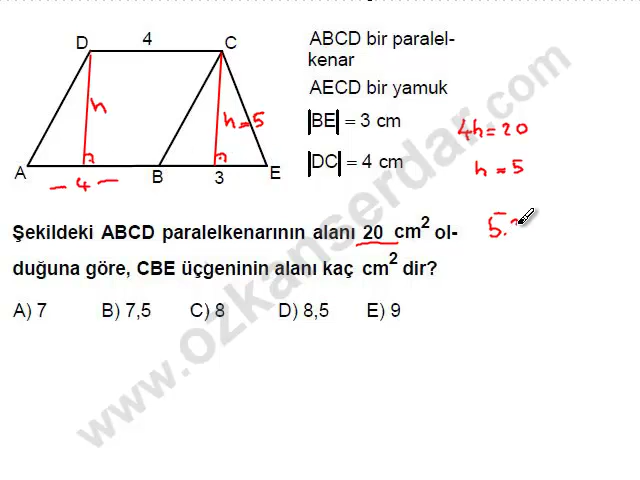 D 4 C
h
h=5
A
- 4 -
B
3
E
ABCD bir paralel-
kenar
AECD bir yamuk
|BE| = 3 cm
|DC| = 4 cm
4h=20
h=5
5.
Şekildeki ABCD paralelkenarının alanı 20 cm² ol-
duğuna göre, CBE üçgeninin alanı kaç cm² dir?
A) 7 B) 7,5 C) 8 D) 8,5 E) 9
www.ozkanserdar.com